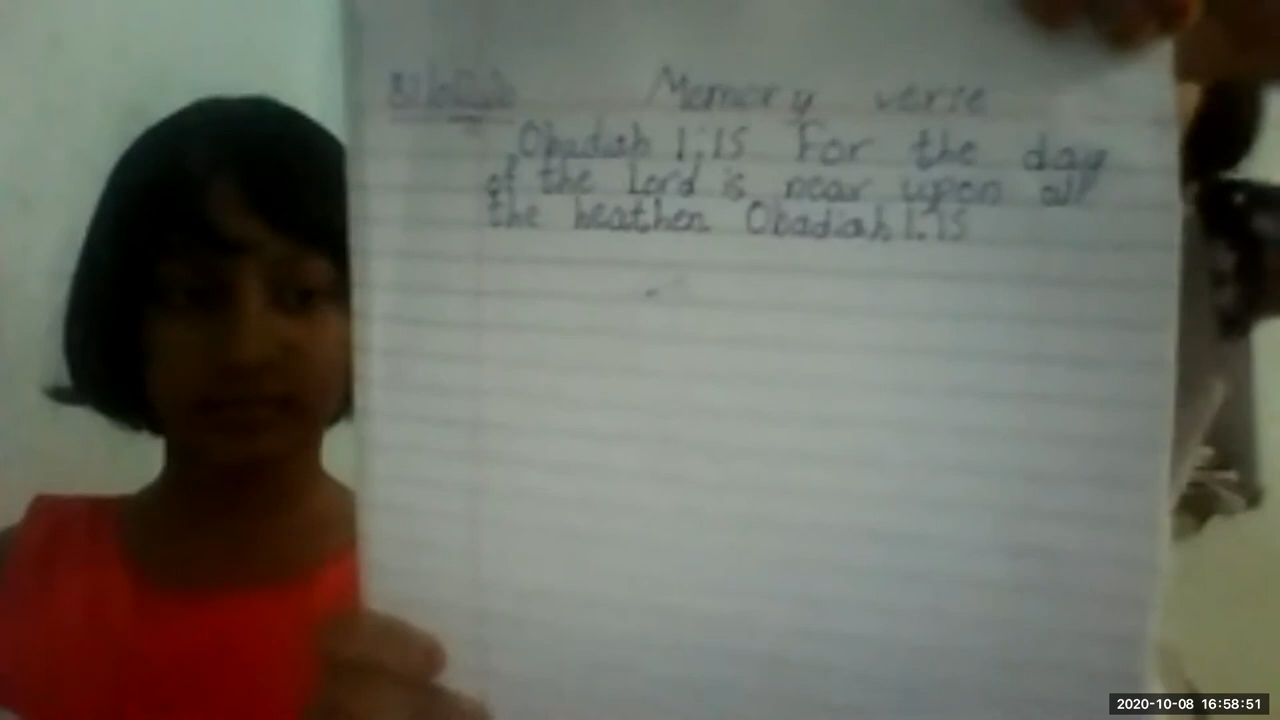 Memory verse
Obadiah 1:15 For the day
of the Lord is near upon all
the heathen Obadiah 1:15
2020-10-08 16:58:51